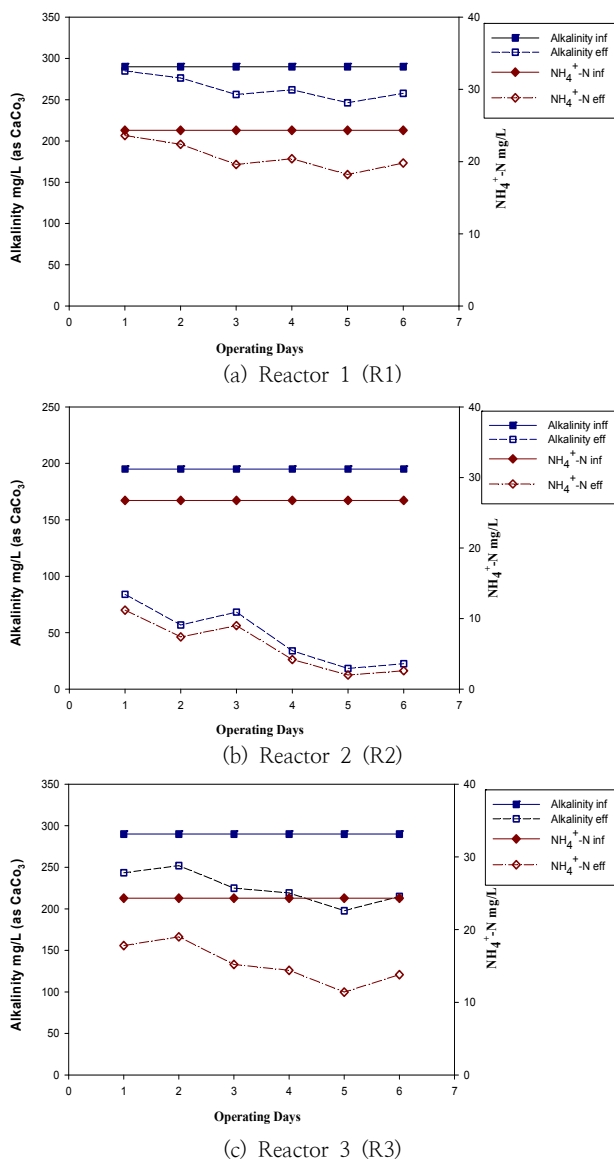 350
300
250
200
150
100
50
0
Alkalinity mg/L (as CaCO₃)
40
30
20
10
0
NH₄⁺-N mg/L
Alkalinity inf
Alkalinity eff
NH₄⁺-N inf
NH₄⁺-N eff
0 1 2 3 4 5 6 7
Operating Days
(a) Reactor 1 (R1)
250
200
150
100
50
0
Alkalinity mg/L (as CaCO₃)
40
30
20
10
0
NH₄⁺-N mg/L
Alkalinity inff
Alkalinity eff
NH₄⁺-N inf
NH₄⁺-N eff
0 1 2 3 4 5 6 7
Operating Days
(b) Reactor 2 (R2)
350
300
250
200
150
100
50
0
Alkalinity mg/L (as CaCO₃)
40
30
20
10
0
NH₄⁺-N mg/L
Alkalinity inf
Alkalinity eff
NH₄⁺-N inf
NH₄⁺-N eff
0 1 2 3 4 5 6 7
Operating Days
(c) Reactor 3 (R3)